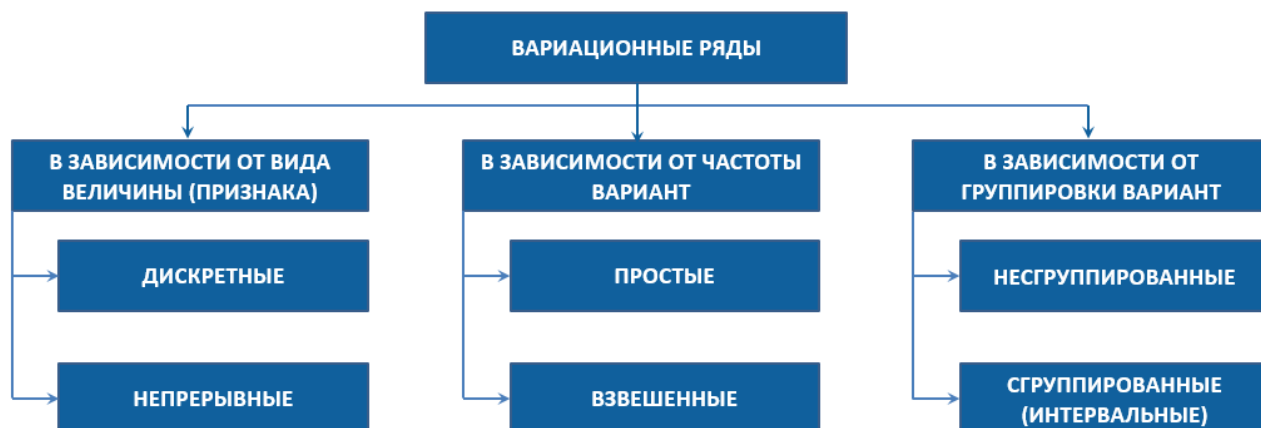 ВАРИАЦИОННЫЕ РЯДЫ
В ЗАВИСИМОСТИ ОТ ВИДА
ВЕЛИЧИНЫ (ПРИЗНАКА)
ДИСКРЕТНЫЕ
НЕПРЕРЫВНЫЕ
В ЗАВИСИМОСТИ ОТ ЧАСТОТЫ
ВАРИАНТ
ПРОСТЫЕ
ВЗВЕШЕННЫЕ
В ЗАВИСИМОСТИ ОТ
ГРУППИРОВКИ ВАРИАНТ
НЕСГРУППИРОВАННЫЕ
СГРУППИРОВАННЫЕ
(ИНТЕРВАЛЬНЫЕ)